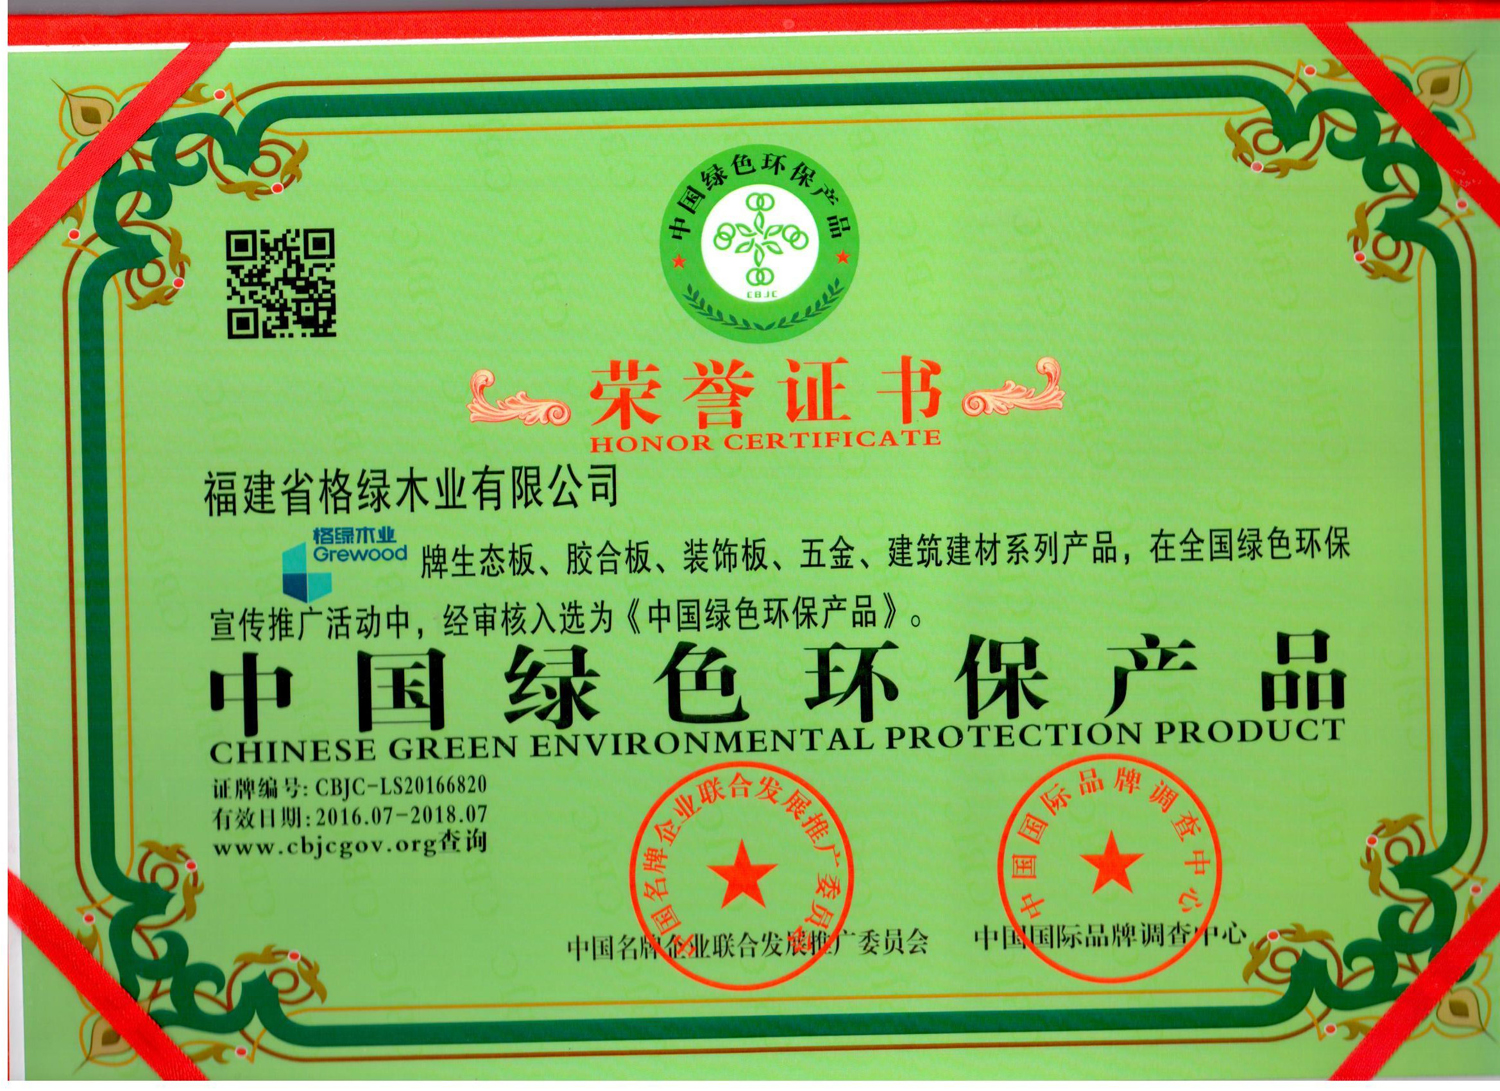 中国绿色环保产品
CBJC
荣誉证书
HONOR CERTIFICATE
福建省格绿木业有限公司
格绿木业
Grewood
牌生态板、胶合板、装饰板、五金、建筑建材系列产品，在全国绿色环保
宣传推广活动中，经审核入选为《中国绿色环保产品》。
中国绿色环保产品
CHINESE GREEN ENVIRONMENTAL PROTECTION PRODUCT
证牌编号：CBJC-LS20166820
有效日期：2016.07-2018.07
www.cbjcgov.org查询
中国名牌企业联合发展推广委员会
中国国际品牌调查中心
中国名牌企业联合发展推广委员会
中国国际品牌调查中心